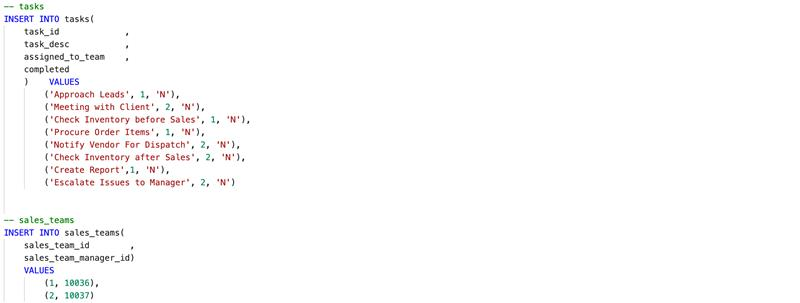 -- tasks
INSERT INTO tasks(
task_id ,
task_desc ,
assigned_to_team ,
completed
) VALUES
('Approach Leads', 1, 'N'),
('Meeting with Client', 2, 'N'),
('Check Inventory before Sales', 1, 'N'),
('Procure Order Items', 1, 'N'),
('Notify Vendor For Dispatch', 2, 'N'),
('Check Inventory after Sales', 2, 'N'),
('Create Report',1, 'N'),
('Escalate Issues to Manager', 2, 'N')
-- sales_teams
INSERT INTO sales_teams(
sales_team_id ,
sales_team_manager_id)
VALUES
(1, 10036),
(2, 10037)